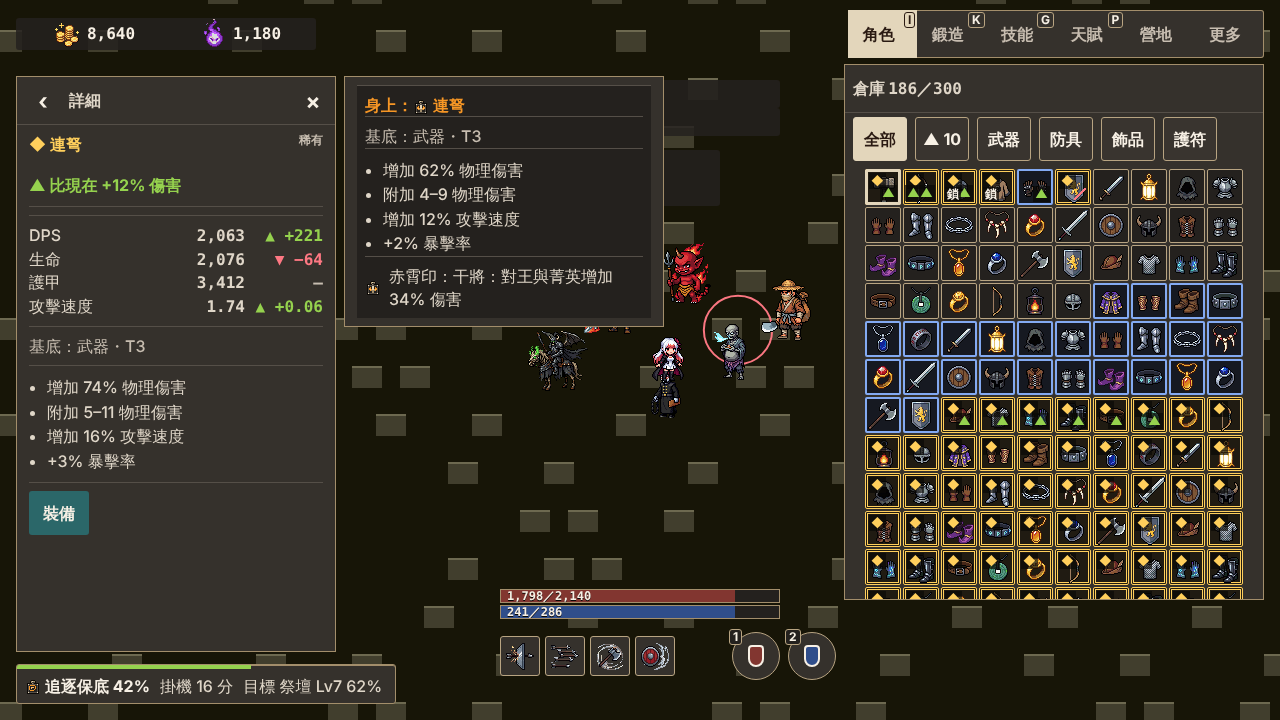 8,640
1,180
角色 I
鍛造 K
技能 G
天賦 P
營地
更多
‹ 詳細 ×
連弩 稀有
▲ 比現在 +12% 傷害
DPS 2,063 ▲ +221
生命 2,076 ▼ −64
護甲 3,412 —
攻擊速度 1.74 ▲ +0.06
基底：武器・T3
• 增加 74% 物理傷害
• 附加 5–11 物理傷害
• 增加 16% 攻擊速度
• +3% 暴擊率
裝備
身上： 連弩
基底：武器・T3
• 增加 62% 物理傷害
• 附加 4–9 物理傷害
• 增加 12% 攻擊速度
• +2% 暴擊率
赤霄印：干將：對王與菁英增加
34% 傷害
倉庫 186／300
全部
▲ 10
武器
防具
飾品
護符
鎖
鎖
1,798／2,140
241／286
1
2
追逐保底 42% 掛機 16 分 目標 祭壇 Lv7 62%